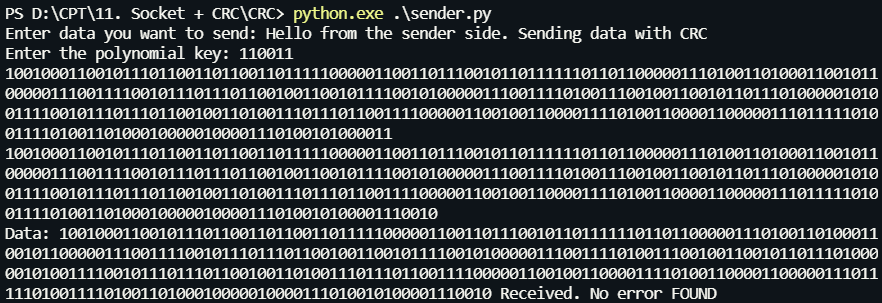 PS D:\CPT\11. Socket + CRC\CRC> python.exe .\sender.py
Enter data you want to send: Hello from the sender side. Sending data with CRC
Enter the polynomial key: 110011
1001000110010111011001101100110111110000011001101110010110111111011011000001110100110100011001011
0000011100111100101110111011001001100101111001010000011100111101001110010011001011011101000001010
0111100101110111011001001101001110111011001111000001100100110000111101001100001100000111011111010
0111101001101000100000100001110100101000011
1001000110010111011001101100110111110000011001101110010110111111011011000001110100110100011001011
0000011100111100101110111011001001100101111001010000011100111101001110010011001011011101000001010
0111100101110111011001001101001110111011001111000001100100110000111101001100001100000111011111010
011110100110100010000010000111010010100001110010
Data: 1001000110010111011001101100110111110000011001101110010110111111011011000001110100110100011
0010110000011100111100101110111011001001100101111001010000011100111101001110010011001011011101000
0010100111100101110111011001001101001110111011001111000001100100110000111101001100001100000111011
111010011110100110100010000010000111010010100001110010 Received. No error FOUND